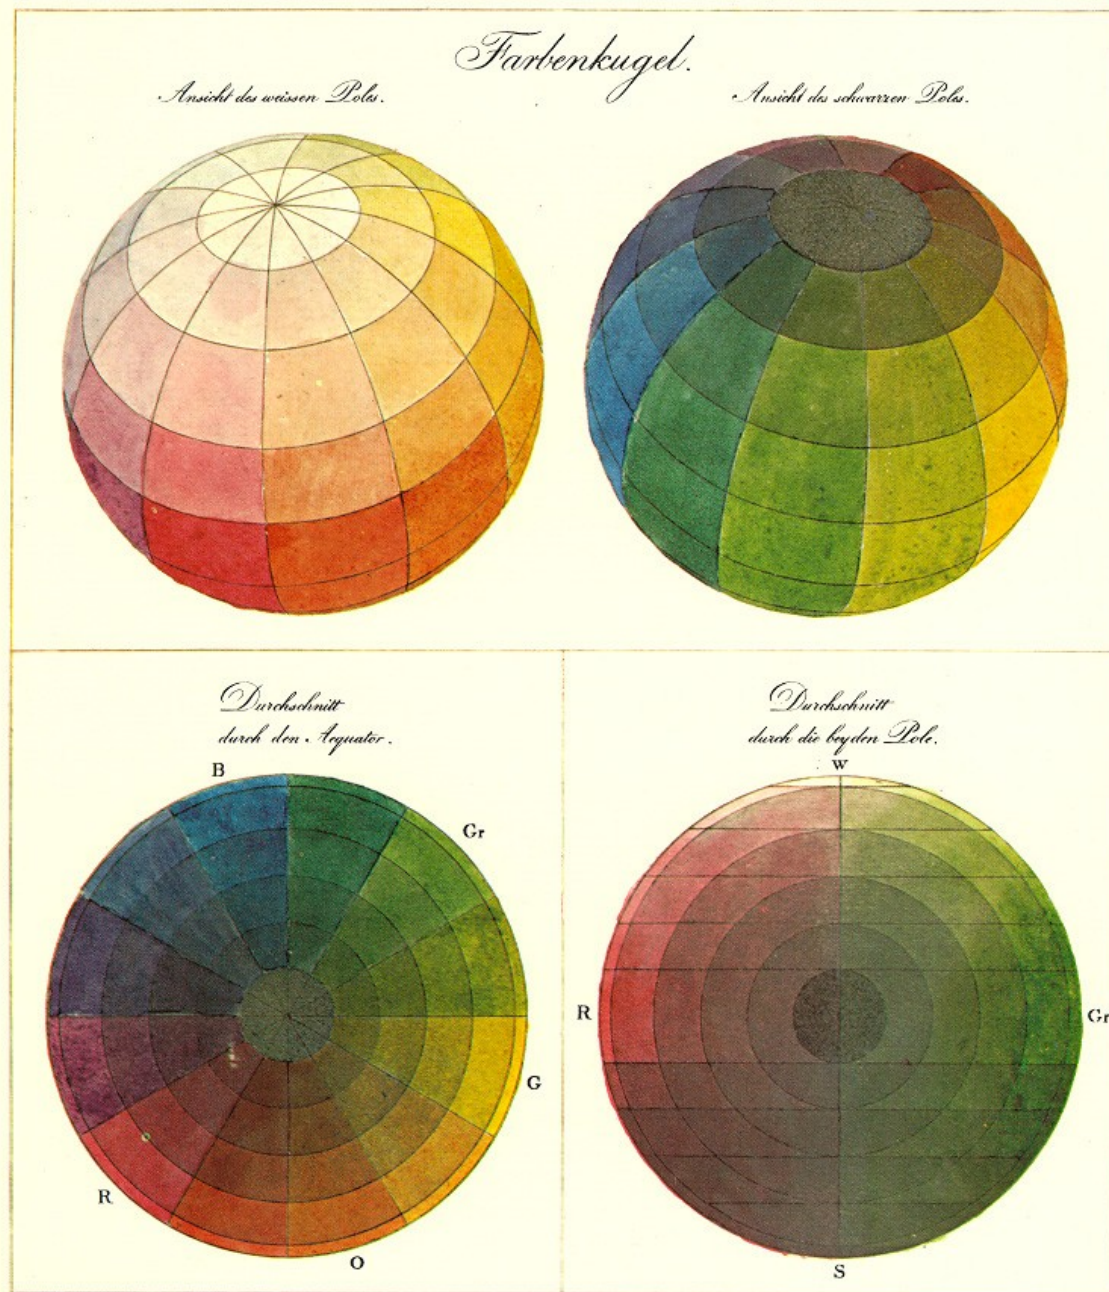 Farbenkugel.
Ansicht des weissen Poles.
Ansicht des schwarzen Poles.
Durchschnitt
durch den Aequator.
B
Gr
G
R
O
Durchschnitt
durch die beyden Pole.
W
R
Gr
S